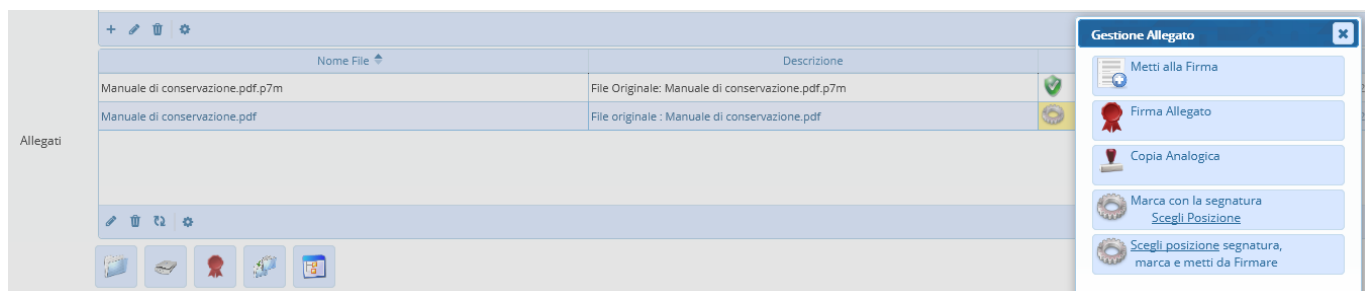 Nome File
Descrizione
Manuale di conservazione.pdf.p7m
File Originale: Manuale di conservazione.pdf.p7m
Manuale di conservazione.pdf
File originale : Manuale di conservazione.pdf
Allegati
Gestione Allegato
Metti alla Firma
Firma Allegato
Copia Analogica
Marca con la segnatura
Scegli Posizione
Scegli posizione segnatura,
marca e metti da Firmare